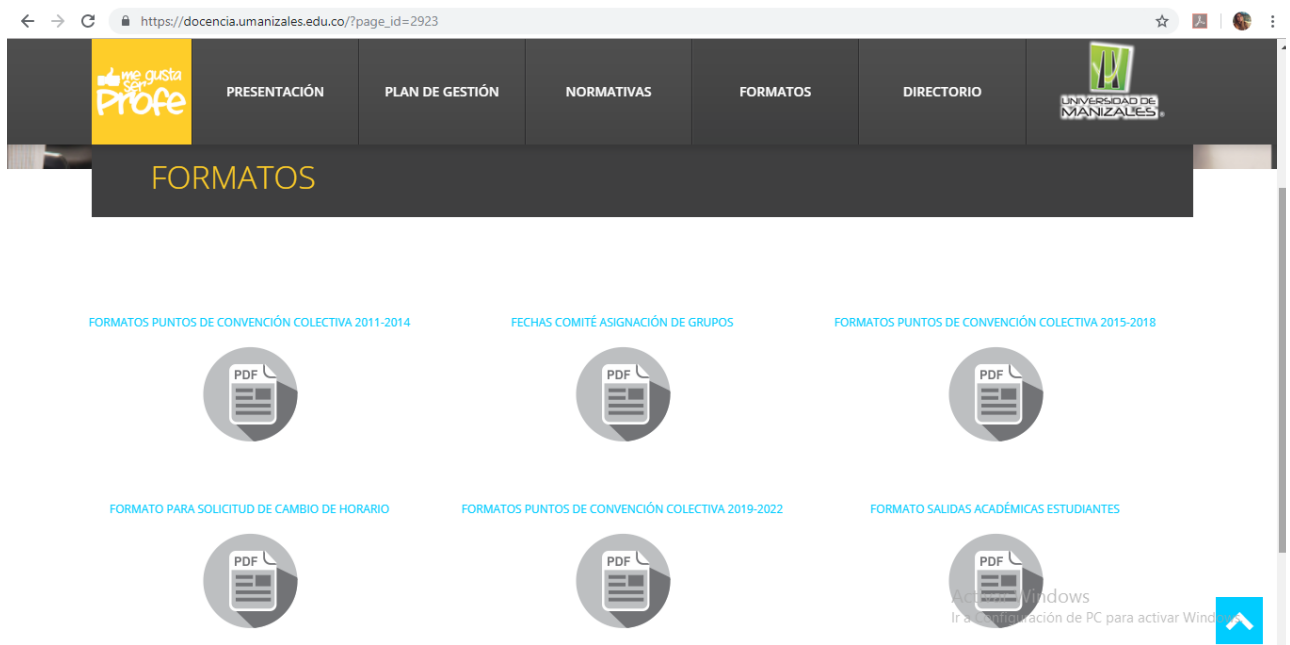 https://docencia.umanizales.edu.co/?page_id=2923
me gusta
ser
Profe
PRESENTACIÓN
PLAN DE GESTIÓN
NORMATIVAS
FORMATOS
DIRECTORIO
UNIVERSIDAD DE
MANIZALES
FORMATOS
FORMATOS PUNTOS DE CONVENCIÓN COLECTIVA 2011-2014
FECHAS COMITÉ ASIGNACIÓN DE GRUPOS
FORMATOS PUNTOS DE CONVENCIÓN COLECTIVA 2015-2018
PDF
PDF
PDF
FORMATO PARA SOLICITUD DE CAMBIO DE HORARIO
FORMATOS PUNTOS DE CONVENCIÓN COLECTIVA 2019-2022
FORMATO SALIDAS ACADÉMICAS ESTUDIANTES
PDF
PDF
PDF
Activar Windows
Ir a Configuración de PC para activar Windows.